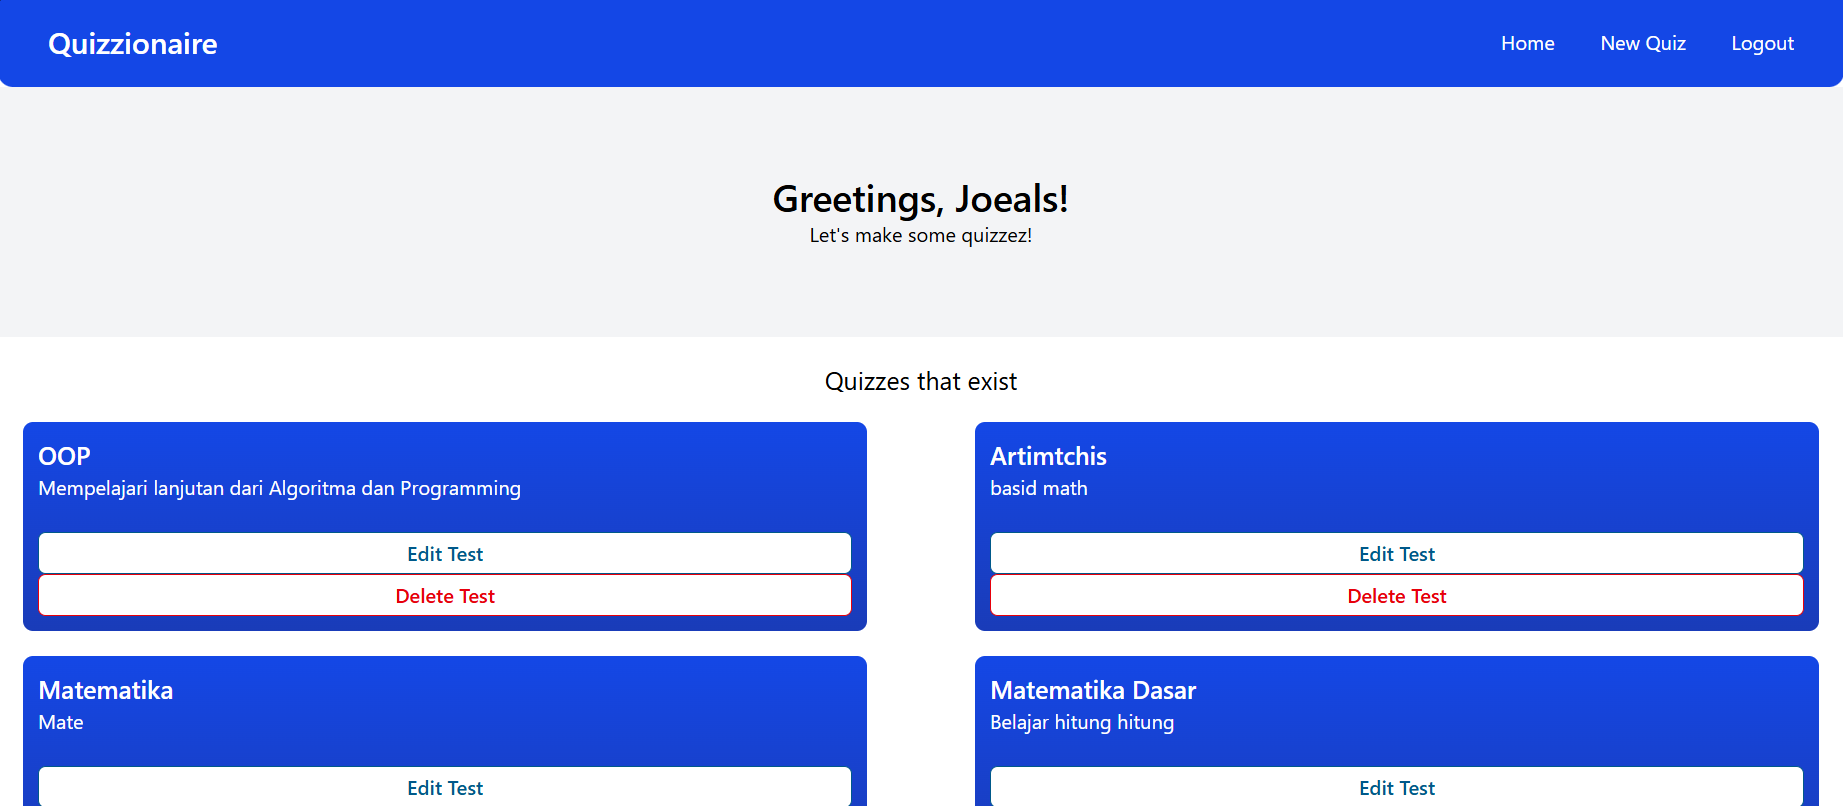 Quizzionaire
Home
New Quiz
Logout
Greetings, Joeals!
Let's make some quizzez!
Quizzes that exist
OOP
Mempelajari lanjutan dari Algoritma dan Programming
Edit Test
Delete Test
Artimtchis
basid math
Edit Test
Delete Test
Matematika
Mate
Edit Test
Matematika Dasar
Belajar hitung hitung
Edit Test